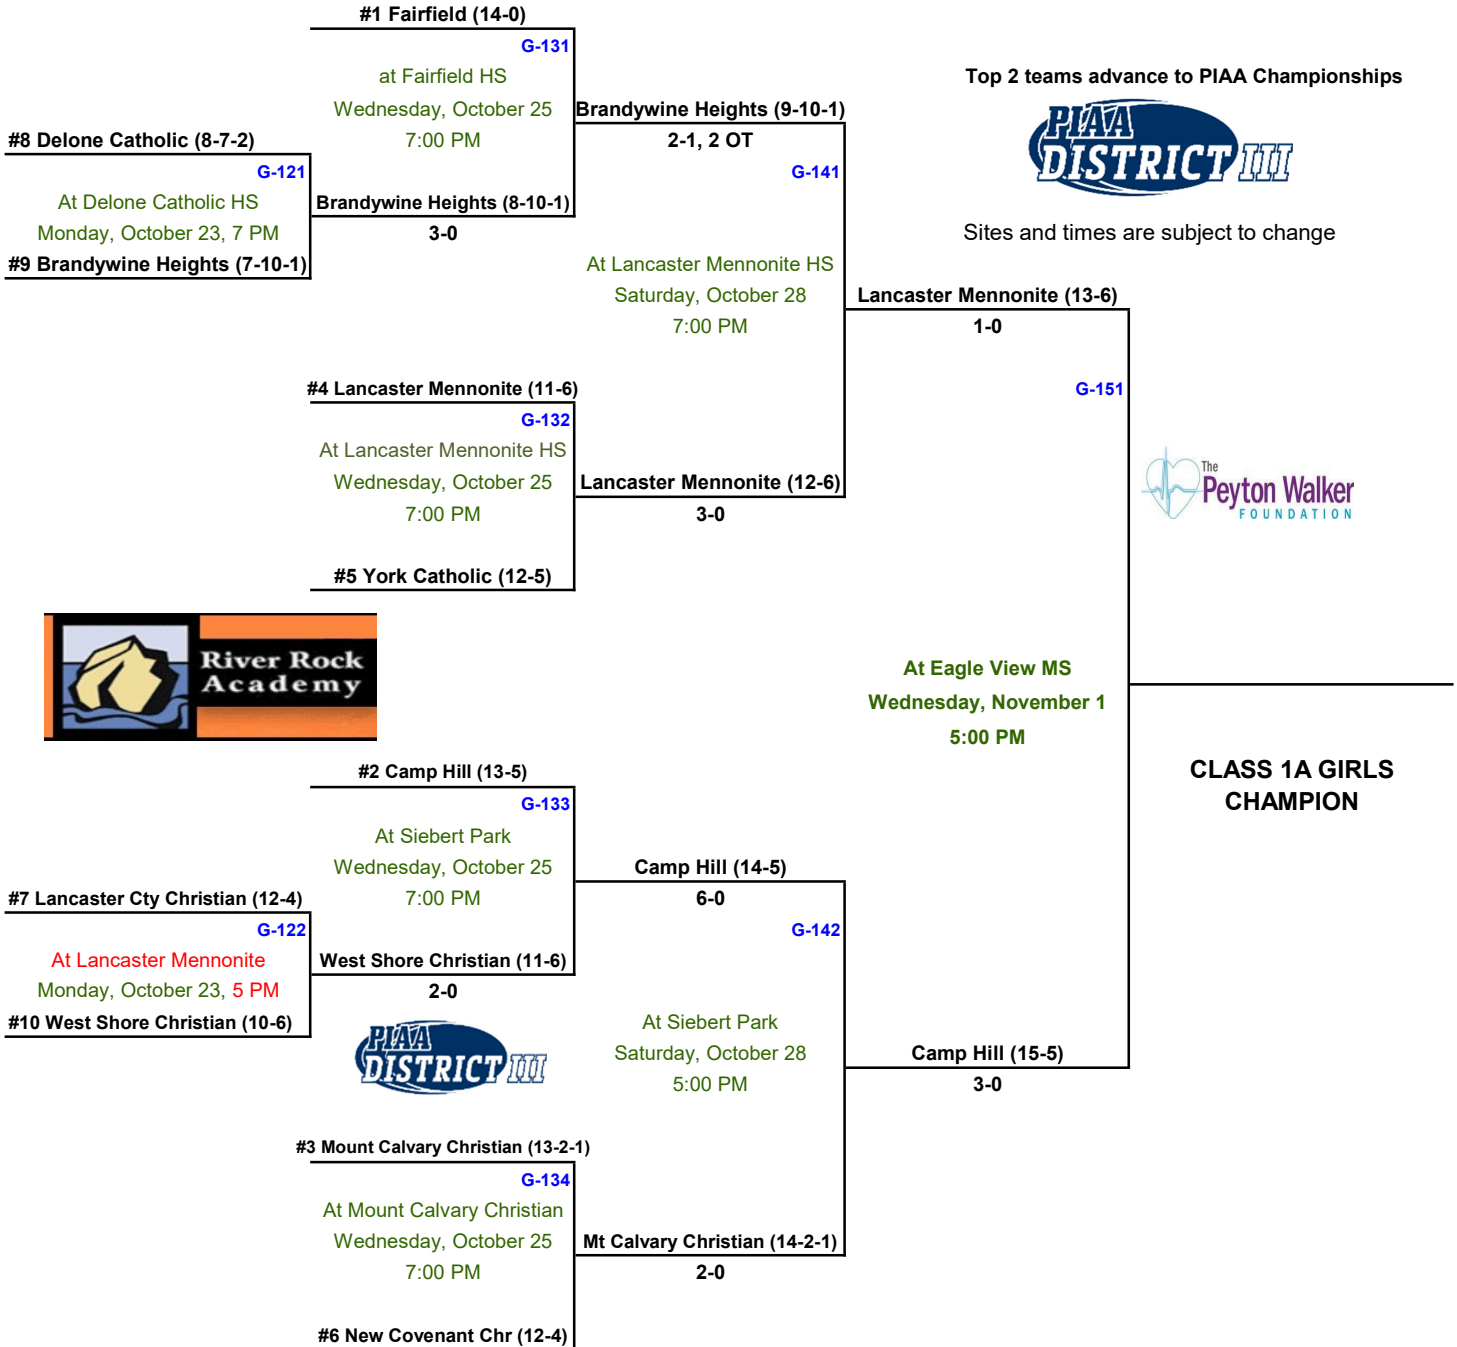 #1 Fairfield (14-0)
G-131
at Fairfield HS
Wednesday, October 25
7:00 PM
Top 2 teams advance to PIAA Championships
PIAA
DISTRICT III
Sites and times are subject to change
Brandywine Heights (9-10-1)
2-1, 2 OT
#8 Delone Catholic (8-7-2)
G-121
At Delone Catholic HS
Monday, October 23, 7 PM
#9 Brandywine Heights (7-10-1)
Brandywine Heights (8-10-1)
3-0
G-141
At Lancaster Mennonite HS
Saturday, October 28
7:00 PM
Lancaster Mennonite (13-6)
1-0
#4 Lancaster Mennonite (11-6)
G-132
At Lancaster Mennonite HS
Wednesday, October 25
7:00 PM
Lancaster Mennonite (12-6)
3-0
#5 York Catholic (12-5)
G-151
The
Peyton Walker
FOUNDATION
River Rock
Academy
At Eagle View MS
Wednesday, November 1
5:00 PM
CLASS 1A GIRLS
CHAMPION
#2 Camp Hill (13-5)
G-133
At Siebert Park
Wednesday, October 25
7:00 PM
Camp Hill (14-5)
6-0
#7 Lancaster Cty Christian (12-4)
G-122
At Lancaster Mennonite
Monday, October 23, 5 PM
#10 West Shore Christian (10-6)
West Shore Christian (11-6)
2-0
G-142
PIAA
DISTRICT III
At Siebert Park
Saturday, October 28
5:00 PM
Camp Hill (15-5)
3-0
#3 Mount Calvary Christian (13-2-1)
G-134
At Mount Calvary Christian
Wednesday, October 25
7:00 PM
Mt Calvary Christian (14-2-1)
2-0
#6 New Covenant Chr (12-4)